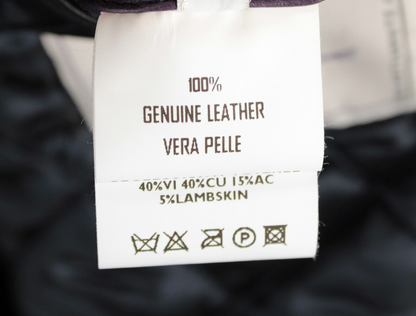 100%
GENUINE LEATHER
VERA PELLE
40%VI 40%CU 15%AC
5%LAMBSKIN
P